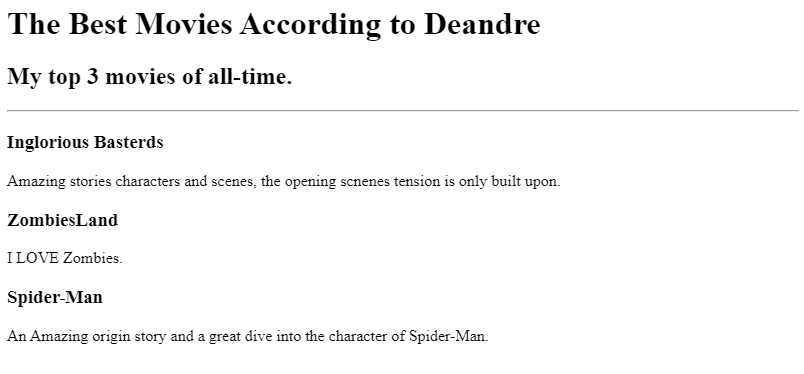 The Best Movies According to Deandre
My top 3 movies of all-time.
Inglorious Basterds
Amazing stories characters and scenes, the opening scnenes tension is only built upon.
ZombiesLand
I LOVE Zombies.
Spider-Man
An Amazing origin story and a great dive into the character of Spider-Man.